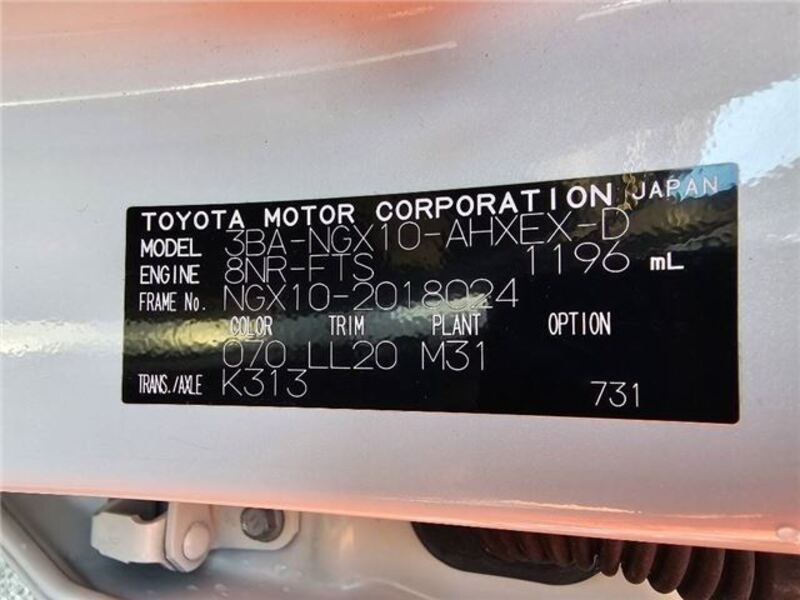 TOYOTA MOTOR CORPORATION JAPAN
MODEL 3BA-NGX10-AHXEX-D
ENGINE 8NR-FTS 1196 mL
FRAME No. NGX10-2018024
COLOR TRIM PLANT OPTION
070 LL20 M31
TRANS./AXLE K313 731